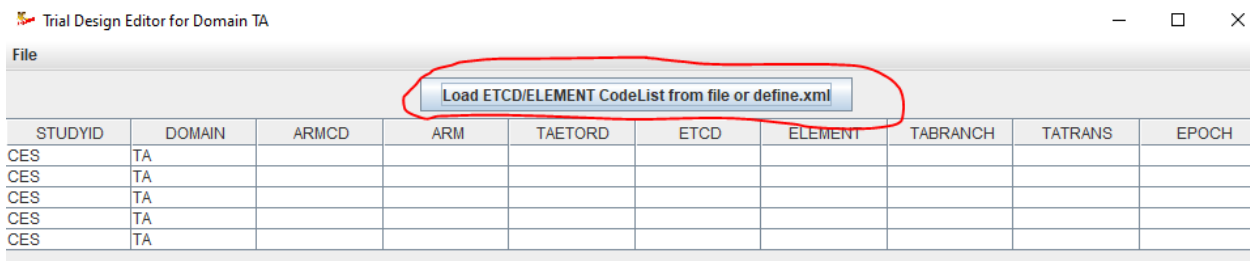 Trial Design Editor for Domain TA
File
Load ETCD/ELEMENT CodeList from file or define.xml
STUDYID DOMAIN ARMCD ARM TAETORD ETCD ELEMENT TABRANCH TATRANS EPOCH
CES TA
CES TA
CES TA
CES TA
CES TA